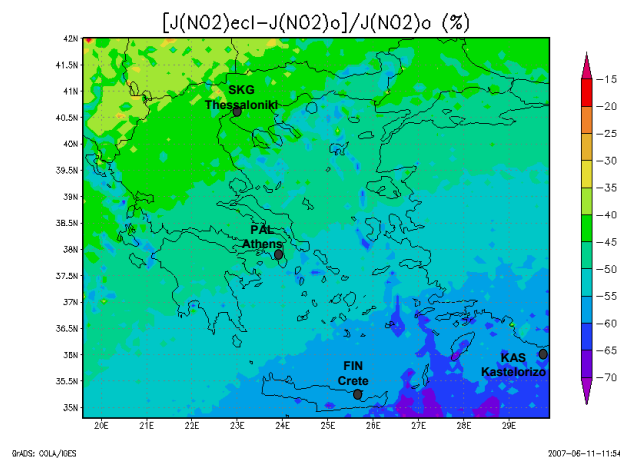 [J(NO2)ecl-J(NO2)o]/J(NO2)o (%)
42N
41.5N
41N
40.5N
40N
39.5N
39N
38.5N
38N
37.5N
37N
36.5N
36N
35.5N
35N
20E
21E
22E
23E
24E
25E
26E
27E
28E
29E
SKG
Thessaloniki
PAL
Athens
FIN
Crete
KAS
Kastelorizo
-15
-20
-25
-30
-35
-40
-45
-50
-55
-60
-65
-70
GrADS: COLA/IGES
2007-06-11-11:54